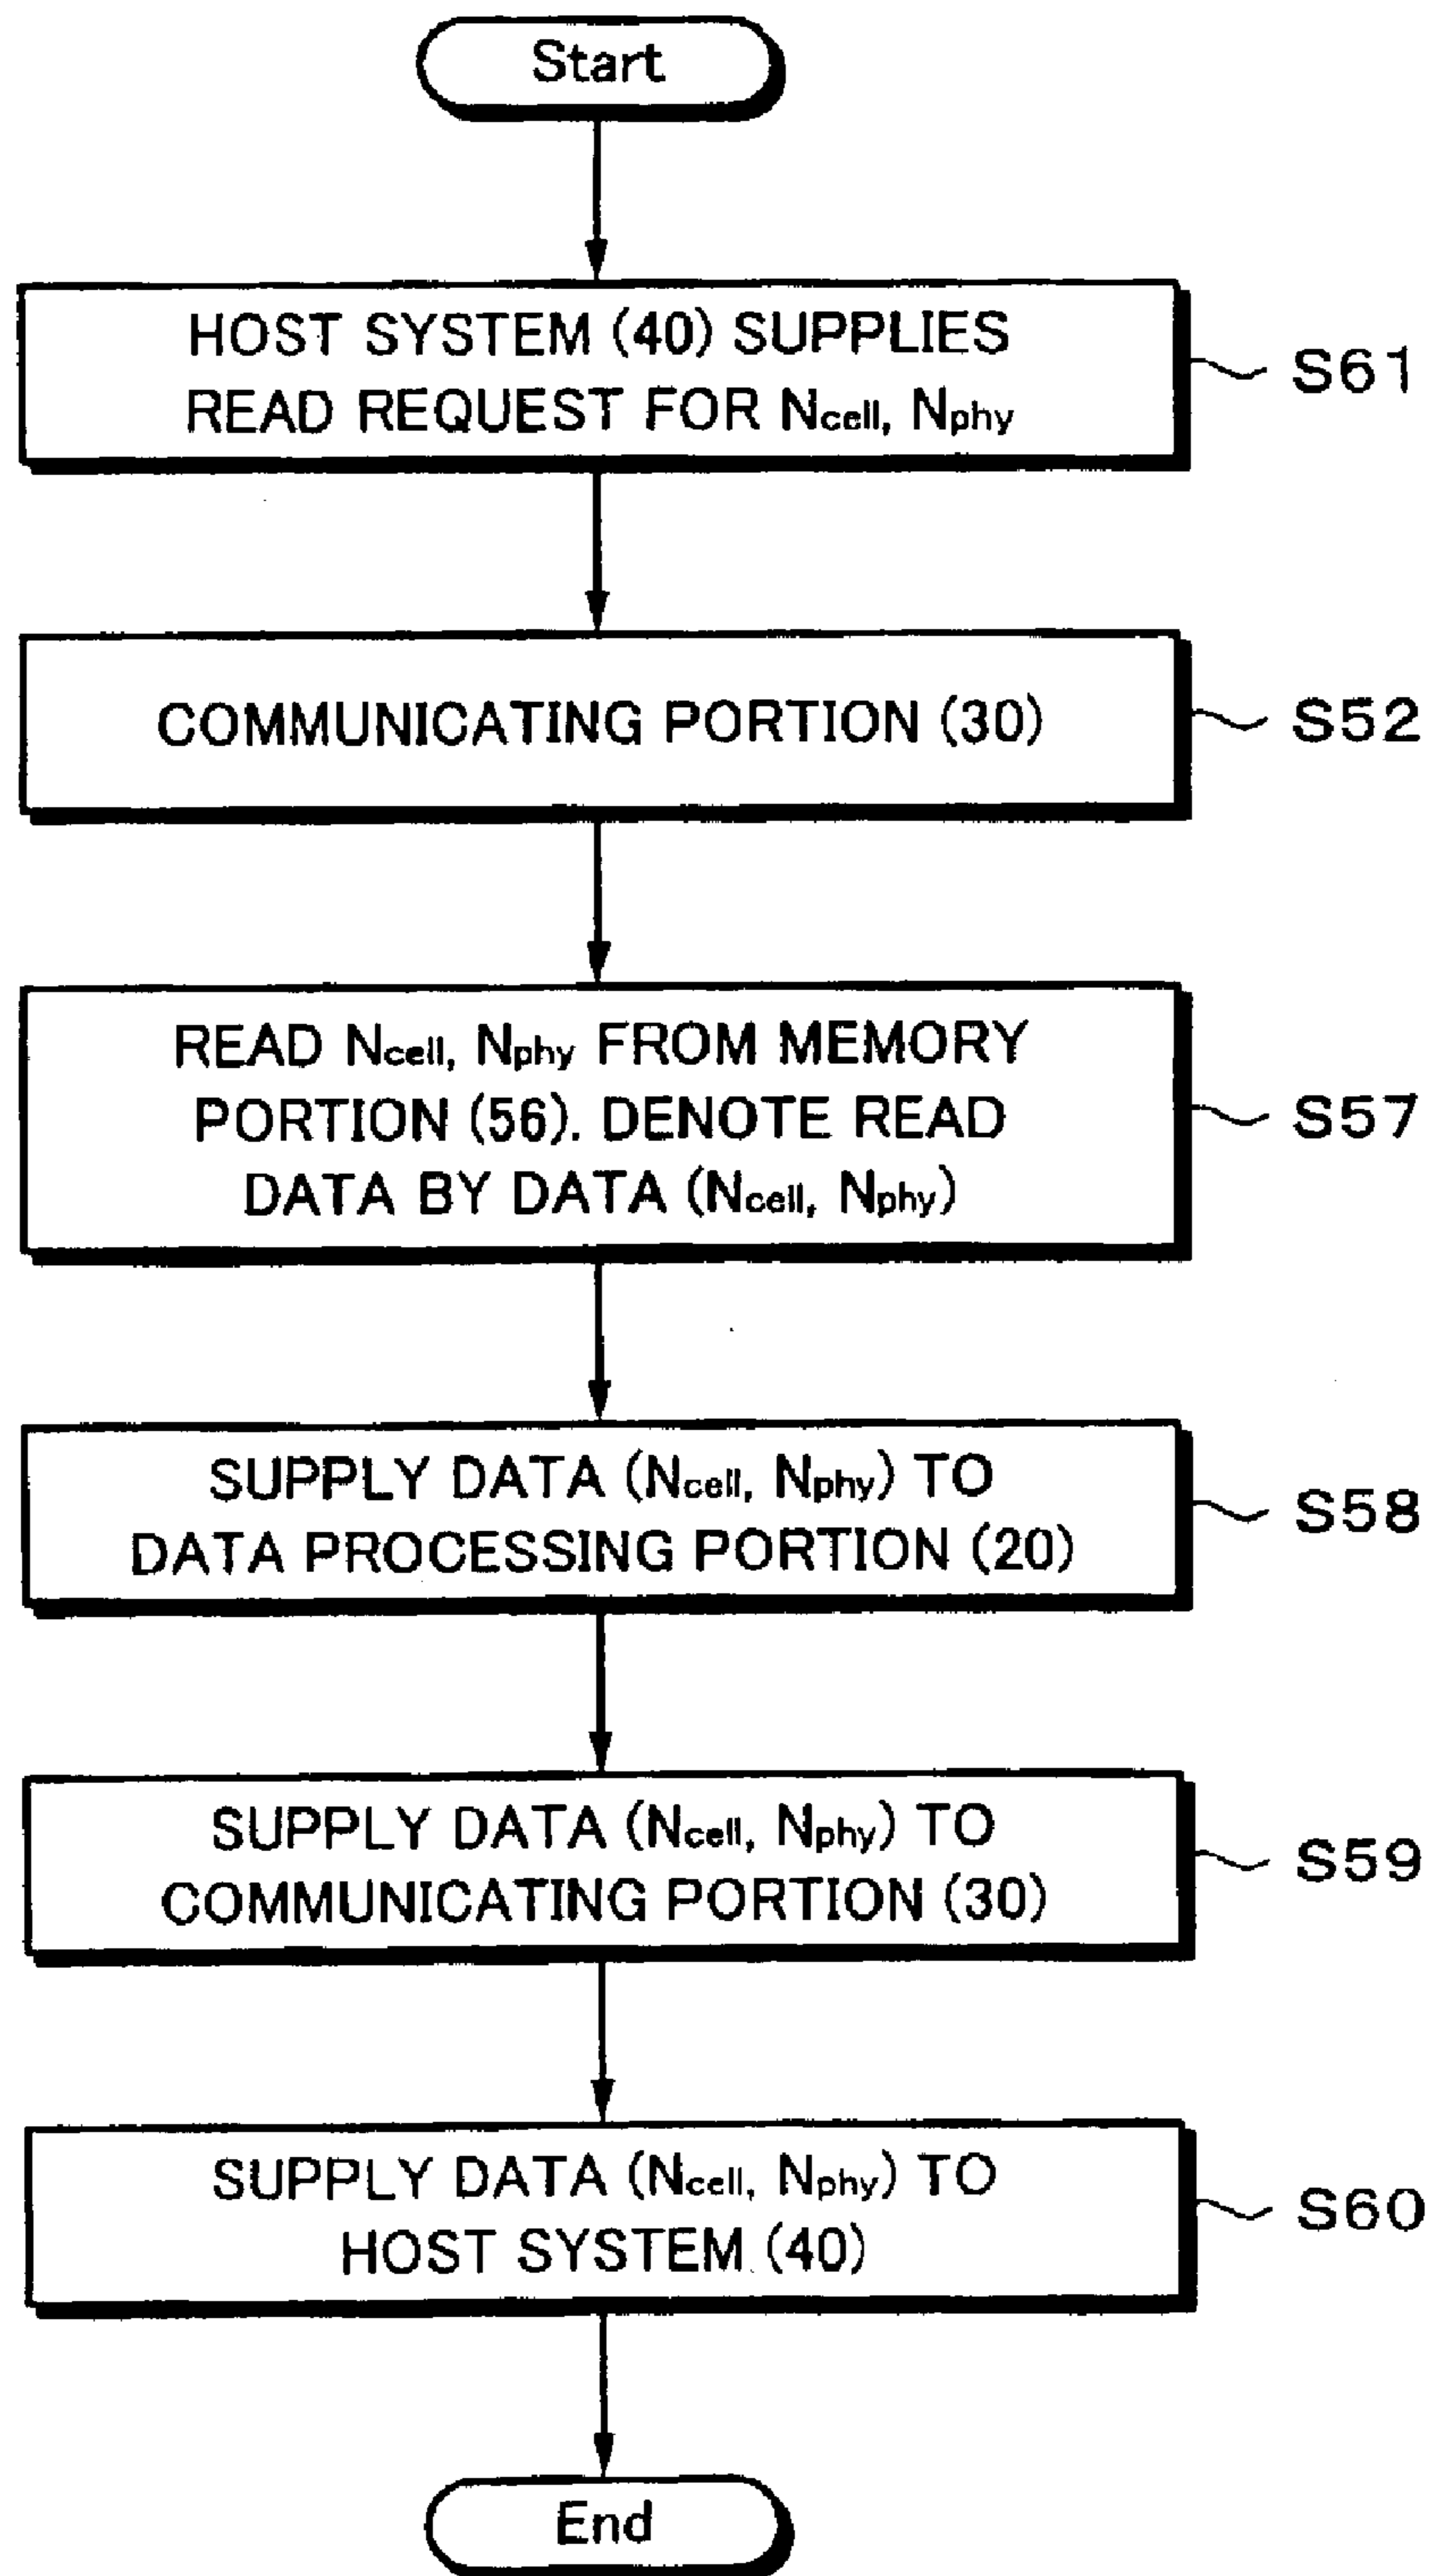 Start
HOST SYSTEM (40) SUPPLIES
READ REQUEST FOR Ncell, Nphy
S61
COMMUNICATING PORTION (30)
S52
READ Ncell, Nphy FROM MEMORY
PORTION (56). DENOTE READ
DATA BY DATA (Ncell, Nphy)
S57
SUPPLY DATA (Ncell, Nphy) TO
DATA PROCESSING PORTION (20)
S58
SUPPLY DATA (Ncell, Nphy) TO
COMMUNICATING PORTION (30)
S59
SUPPLY DATA (Ncell, Nphy) TO
HOST SYSTEM (40)
S60
End